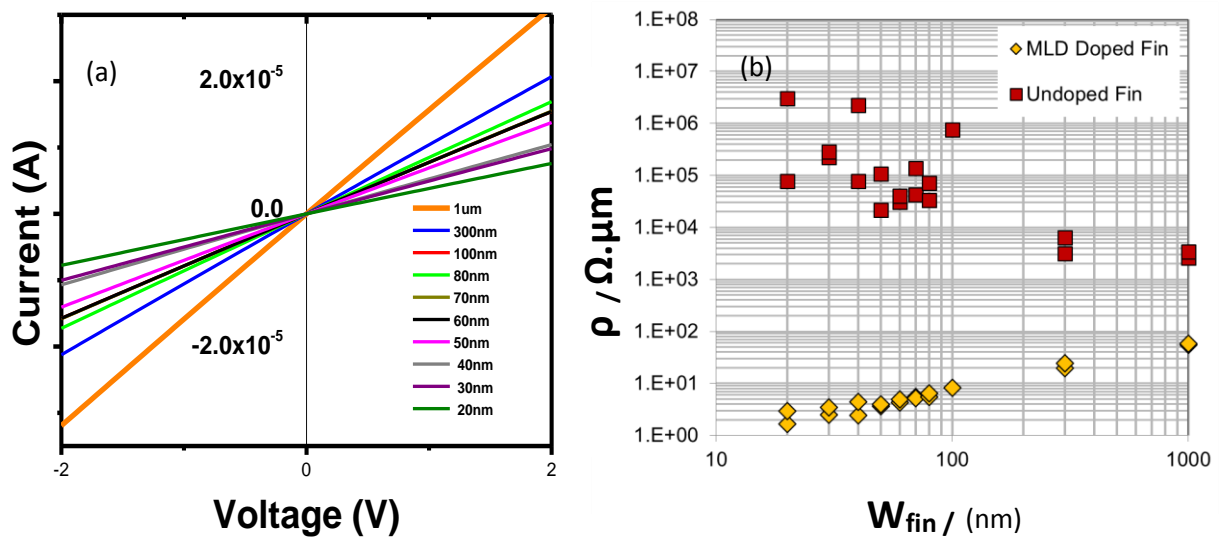 (a)
2.0x10⁻⁵
0.0
-2.0x10⁻⁵
Current (A)
1um
300nm
100nm
80nm
70nm
60nm
50nm
40nm
30nm
20nm
-2
0
2
Voltage (V)
(b)
MLD Doped Fin
Undoped Fin
1.E+08
1.E+07
1.E+06
1.E+05
1.E+04
1.E+03
1.E+02
1.E+01
1.E+00
ρ / Ω.µm
10
100
1000
Wfin / (nm)